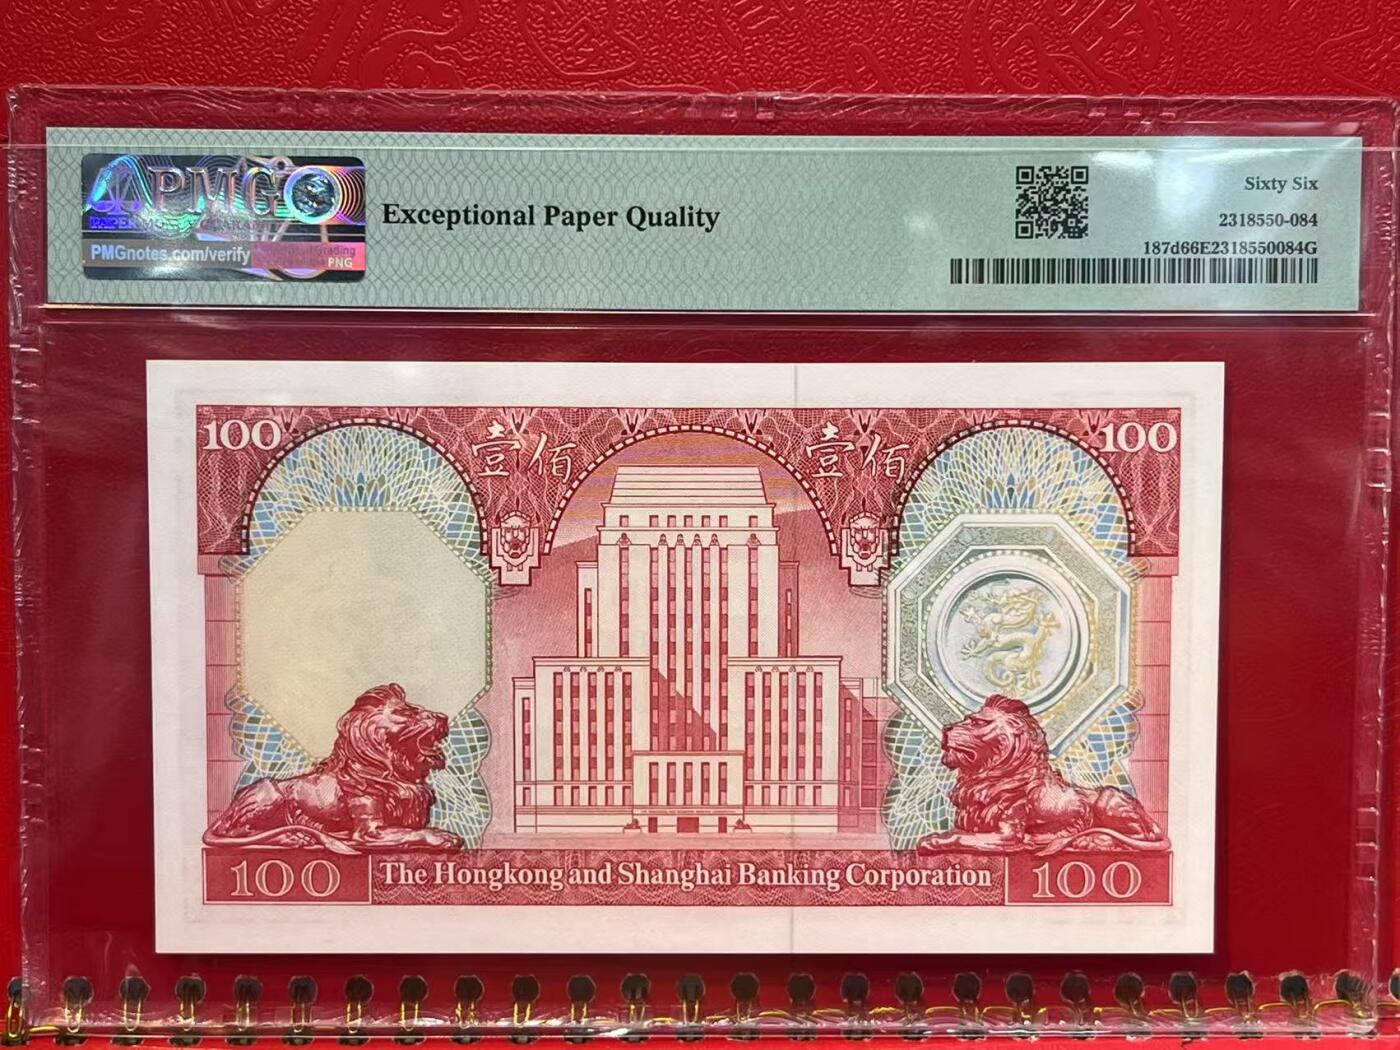 PMG
PMGnotes.com/verify
PNG
Exceptional Paper Quality
Sixty Six
2318550-084
187d66E2318550084G
100 壹佰 壹佰 100
100 The Hongkong and Shanghai Banking Corporation 100